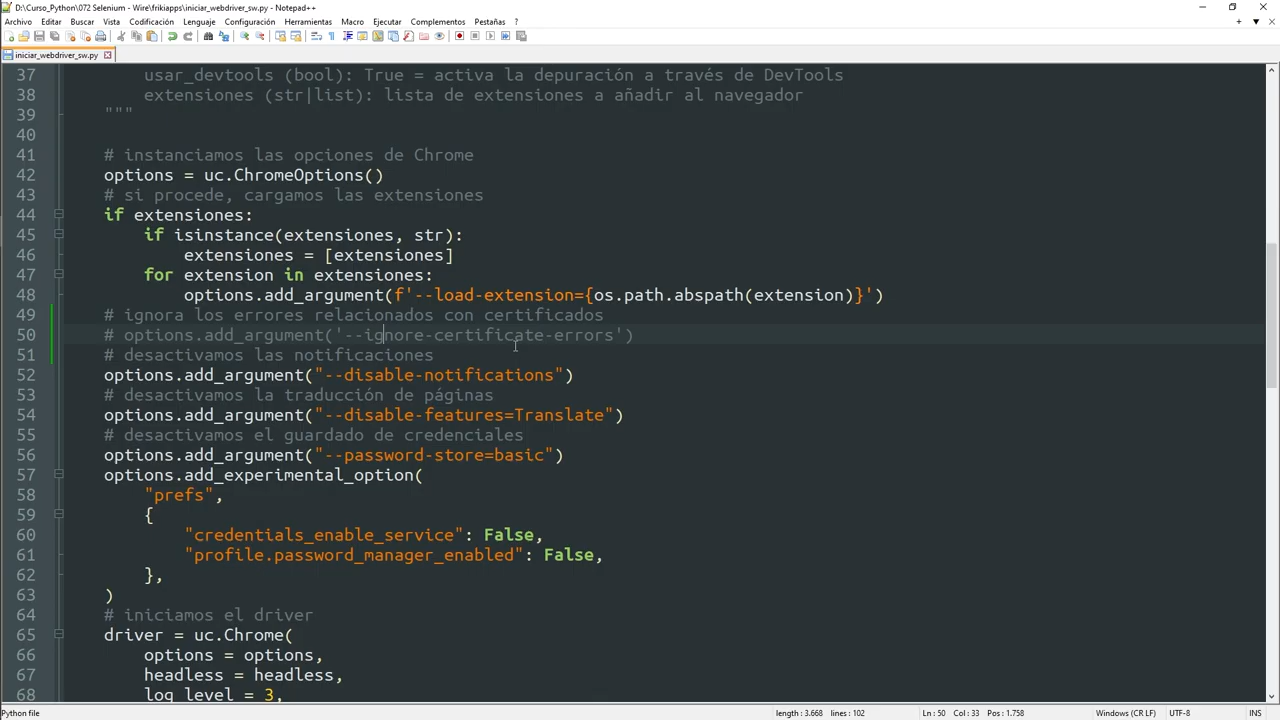 D:\Curso_Python\072 Selenium - Wire\frikiapps\iniciar_webdriver_sw.py - Notepad++
Archivo Editar Buscar Vista Codificación Lenguaje Configuración Herramientas Macro Ejecutar Complementos Pestañas ?
iniciar_webdriver_sw.py
37 usar_devtools (bool): True = activa la depuración a través de DevTools
38 extensiones (str|list): lista de extensiones a añadir al navegador
39 """
40
41 # instanciamos las opciones de Chrome
42 options = uc.ChromeOptions()
43 # si procede, cargamos las extensiones
44 if extensiones:
45 if isinstance(extensiones, str):
46 extensiones = [extensiones]
47 for extension in extensiones:
48 options.add_argument(f'--load-extension={os.path.abspath(extension)}')
49 # ignora los errores relacionados con certificados
50 # options.add_argument('--ignore-certificate-errors')
51 # desactivamos las notificaciones
52 options.add_argument("--disable-notifications")
53 # desactivamos la traducción de páginas
54 options.add_argument("--disable-features=Translate")
55 # desactivamos el guardado de credenciales
56 options.add_argument("--password-store=basic")
57 options.add_experimental_option(
58 "prefs",
59 {
60 "credentials_enable_service": False,
61 "profile.password_manager_enabled": False,
62 },
63 )
64 # iniciamos el driver
65 driver = uc.Chrome(
66 options = options,
67 headless = headless,
68 log_level = 3,
Python file length : 3.668 lines : 102 Ln : 50 Col : 33 Pos : 1.758 Windows (CR LF) UTF-8 INS